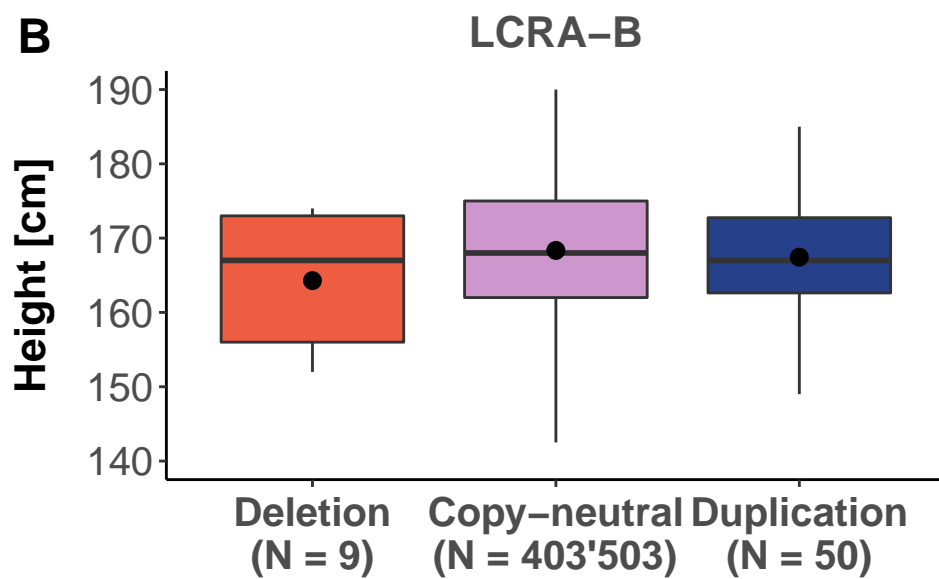 B
LCRA−B
Height [cm]
190
180
170
160
150
140
Deletion
(N = 9)
Copy−neutral
(N = 403'503)
Duplication
(N = 50)